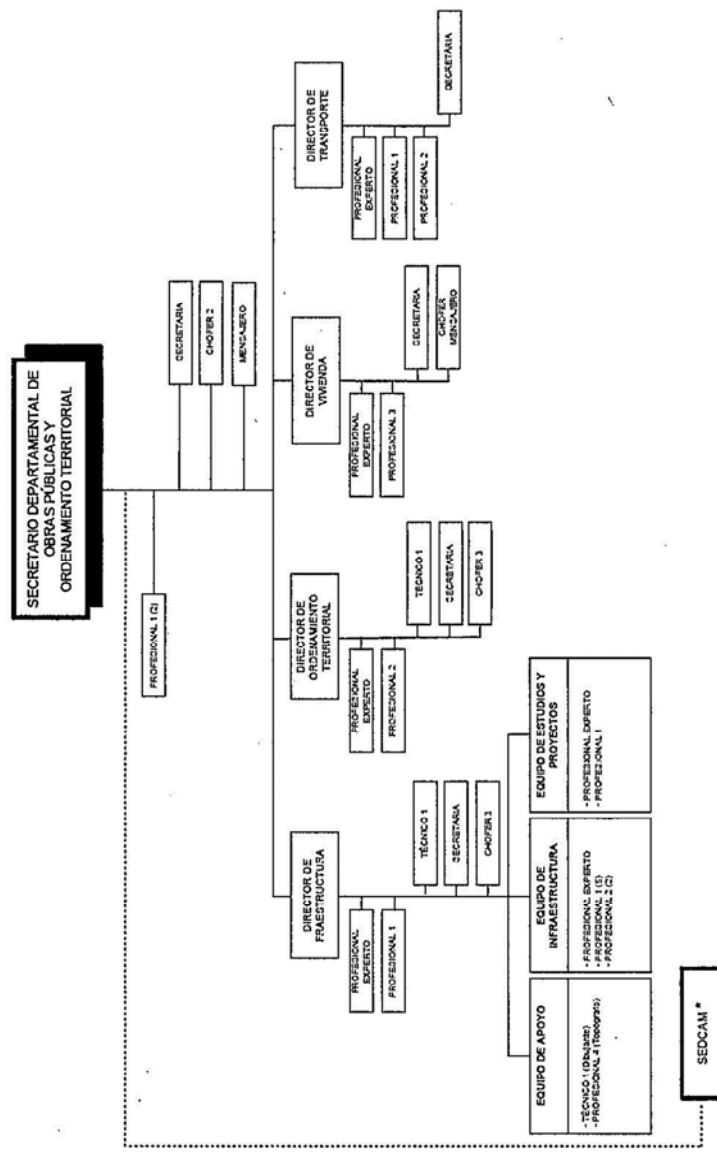 SECRETARIO DEPARTAMENTAL DE
OBRAS PÚBLICAS Y
ORDENAMIENTO TERRITORIAL
PROFESIONAL 1 (2)
SECRETARIA
CHOFER 2
MENSAJERO
DIRECTOR DE
FRAESTRUCTURA
PROFESIONAL
EXPERTO
PROFESIONAL 1
TÉCNICO 1
SECRETARIA
CHOFER 3
DIRECTOR DE
ORDENAMIENTO
TERRITORIAL
PROFESIONAL
EXPERTO
PROFESIONAL 2
TÉCNICO 1
SECRETARIA
CHOFER 3
DIRECTOR DE
VIVIENDA
PROFESIONAL
EXPERTO
PROFESIONAL 3
SECRETARIA
CHOFER
MENSAJERO
DIRECTOR DE
TRANSPORTE
PROFESIONAL
EXPERTO
PROFESIONAL 1
PROFESIONAL 2
SECRETARIA
EQUIPO DE APOYO
- TÉCNICO 1 (Dibujante)
- PROFESIONAL 4 (Topógrafo)
EQUIPO DE
INFRAESTRUCTURA
- PROFESIONAL EXPERTO
- PROFESIONAL 1 (5)
- PROFESIONAL 2 (2)
EQUIPO DE ESTUDIOS Y
PROYECTOS
- PROFESIONAL EXPERTO
- PROFESIONAL 1
SEDCAM *